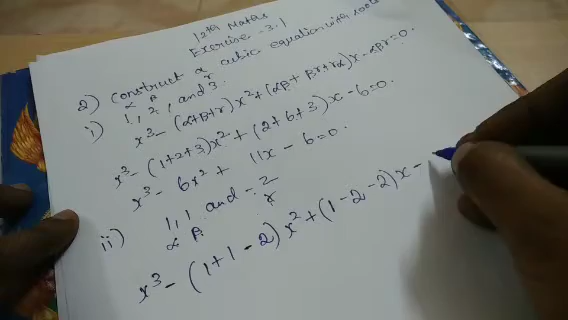 12th Maths
Exercise - 3.1
2) Construct a cubic equation with roots
i) 1, 2, and 3.
α β γ
x³ - (α+β+γ)x² + (αβ + βγ+γα)x - αβγ=0.
x³ - (1+2+3)x² + (2+6+3)x - 6=0.
x³ - 6x² + 11x - 6=0.
ii) 1, 1 and -2
α β γ
x³ - (1+1-2)x² + (1-2-2)x -